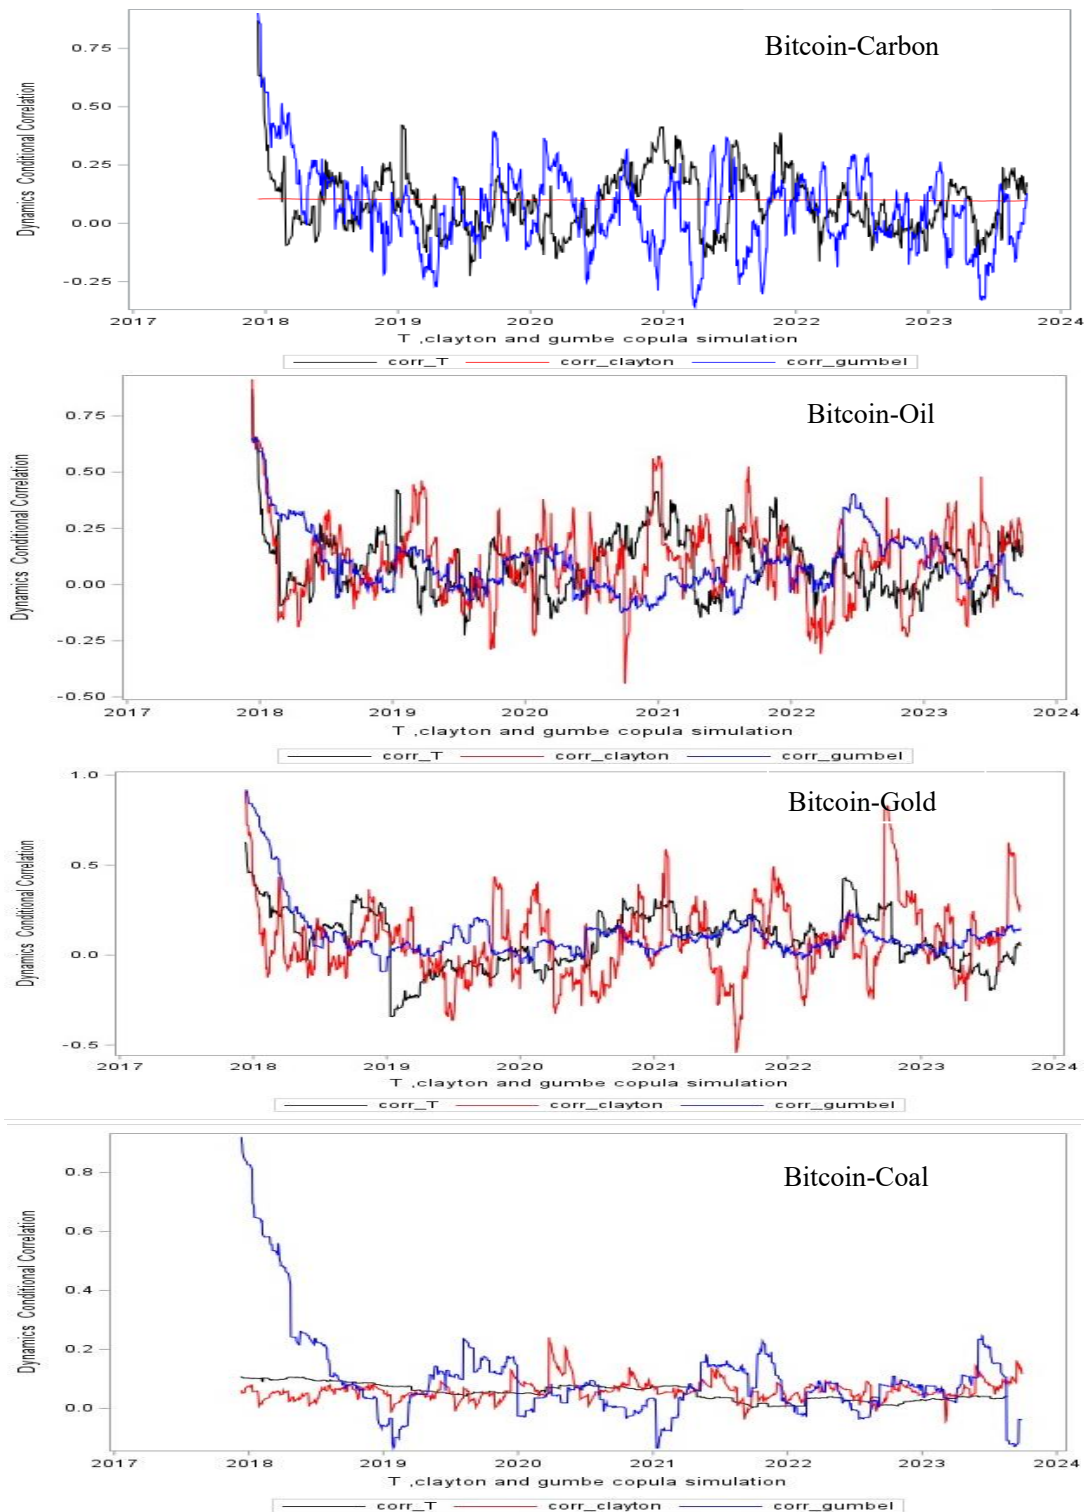 Bitcoin-Carbon
Dynamics Conditional Correlation
0.75
0.50
0.25
0.00
-0.25
2017 2018 2019 2020 2021 2022 2023 2024
T ,clayton and gumbe copula simulation
corr_T corr_clayton corr_gumbel
Bitcoin-Oil
Dynamics Conditional Correlation
0.75
0.50
0.25
0.00
-0.25
-0.50
2017 2018 2019 2020 2021 2022 2023 2024
T ,clayton and gumbe copula simulation
corr_T corr_clayton corr_gumbel
Bitcoin-Gold
Dynamics Conditional Correlation
1.0
0.5
0.0
-0.5
2017 2018 2019 2020 2021 2022 2023 2024
T ,clayton and gumbe copula simulation
corr_T corr_clayton corr_gumbel
Bitcoin-Coal
Dynamics Conditional Correlation
0.8
0.6
0.4
0.2
0.0
2017 2018 2019 2020 2021 2022 2023 2024
T ,clayton and gumbe copula simulation
corr_T corr_clayton corr_gumbel